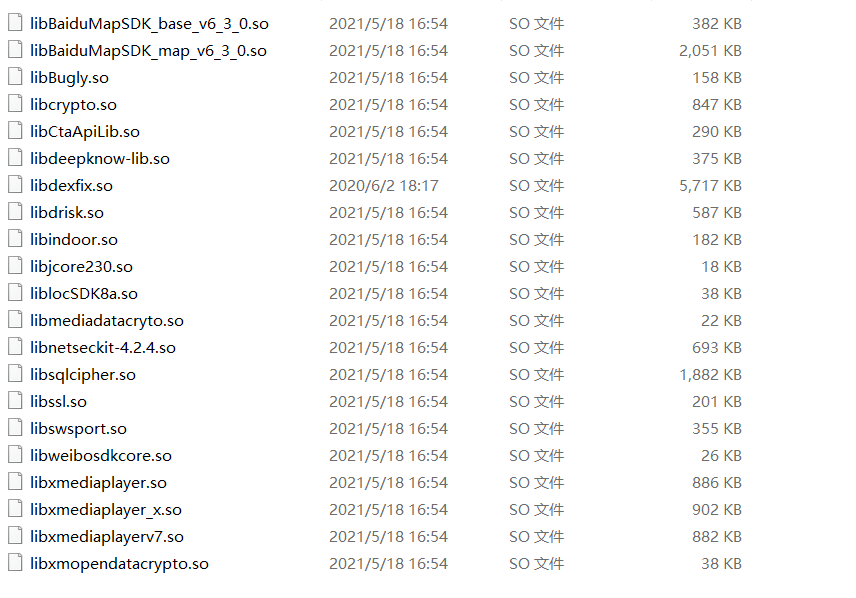 libBaiduMapSDK_base_v6_3_0.so 2021/5/18 16:54 SO 文件 382 KB
libBaiduMapSDK_map_v6_3_0.so 2021/5/18 16:54 SO 文件 2,051 KB
libBugly.so 2021/5/18 16:54 SO 文件 158 KB
libcrypto.so 2021/5/18 16:54 SO 文件 847 KB
libCtaApiLib.so 2021/5/18 16:54 SO 文件 290 KB
libdeepknow-lib.so 2021/5/18 16:54 SO 文件 375 KB
libdexfix.so 2020/6/2 18:17 SO 文件 5,717 KB
libdrisk.so 2021/5/18 16:54 SO 文件 587 KB
libindoor.so 2021/5/18 16:54 SO 文件 182 KB
libjcore230.so 2021/5/18 16:54 SO 文件 18 KB
liblocSDK8a.so 2021/5/18 16:54 SO 文件 38 KB
libmediadatacryto.so 2021/5/18 16:54 SO 文件 22 KB
libnetseckit-4.2.4.so 2021/5/18 16:54 SO 文件 693 KB
libsqlcipher.so 2021/5/18 16:54 SO 文件 1,882 KB
libssl.so 2021/5/18 16:54 SO 文件 201 KB
libswsport.so 2021/5/18 16:54 SO 文件 355 KB
libweibosdkcore.so 2021/5/18 16:54 SO 文件 26 KB
libxmediaplayer.so 2021/5/18 16:54 SO 文件 886 KB
libxmediaplayer_x.so 2021/5/18 16:54 SO 文件 902 KB
libxmediaplayerv7.so 2021/5/18 16:54 SO 文件 882 KB
libxmopendatacrypto.so 2021/5/18 16:54 SO 文件 38 KB